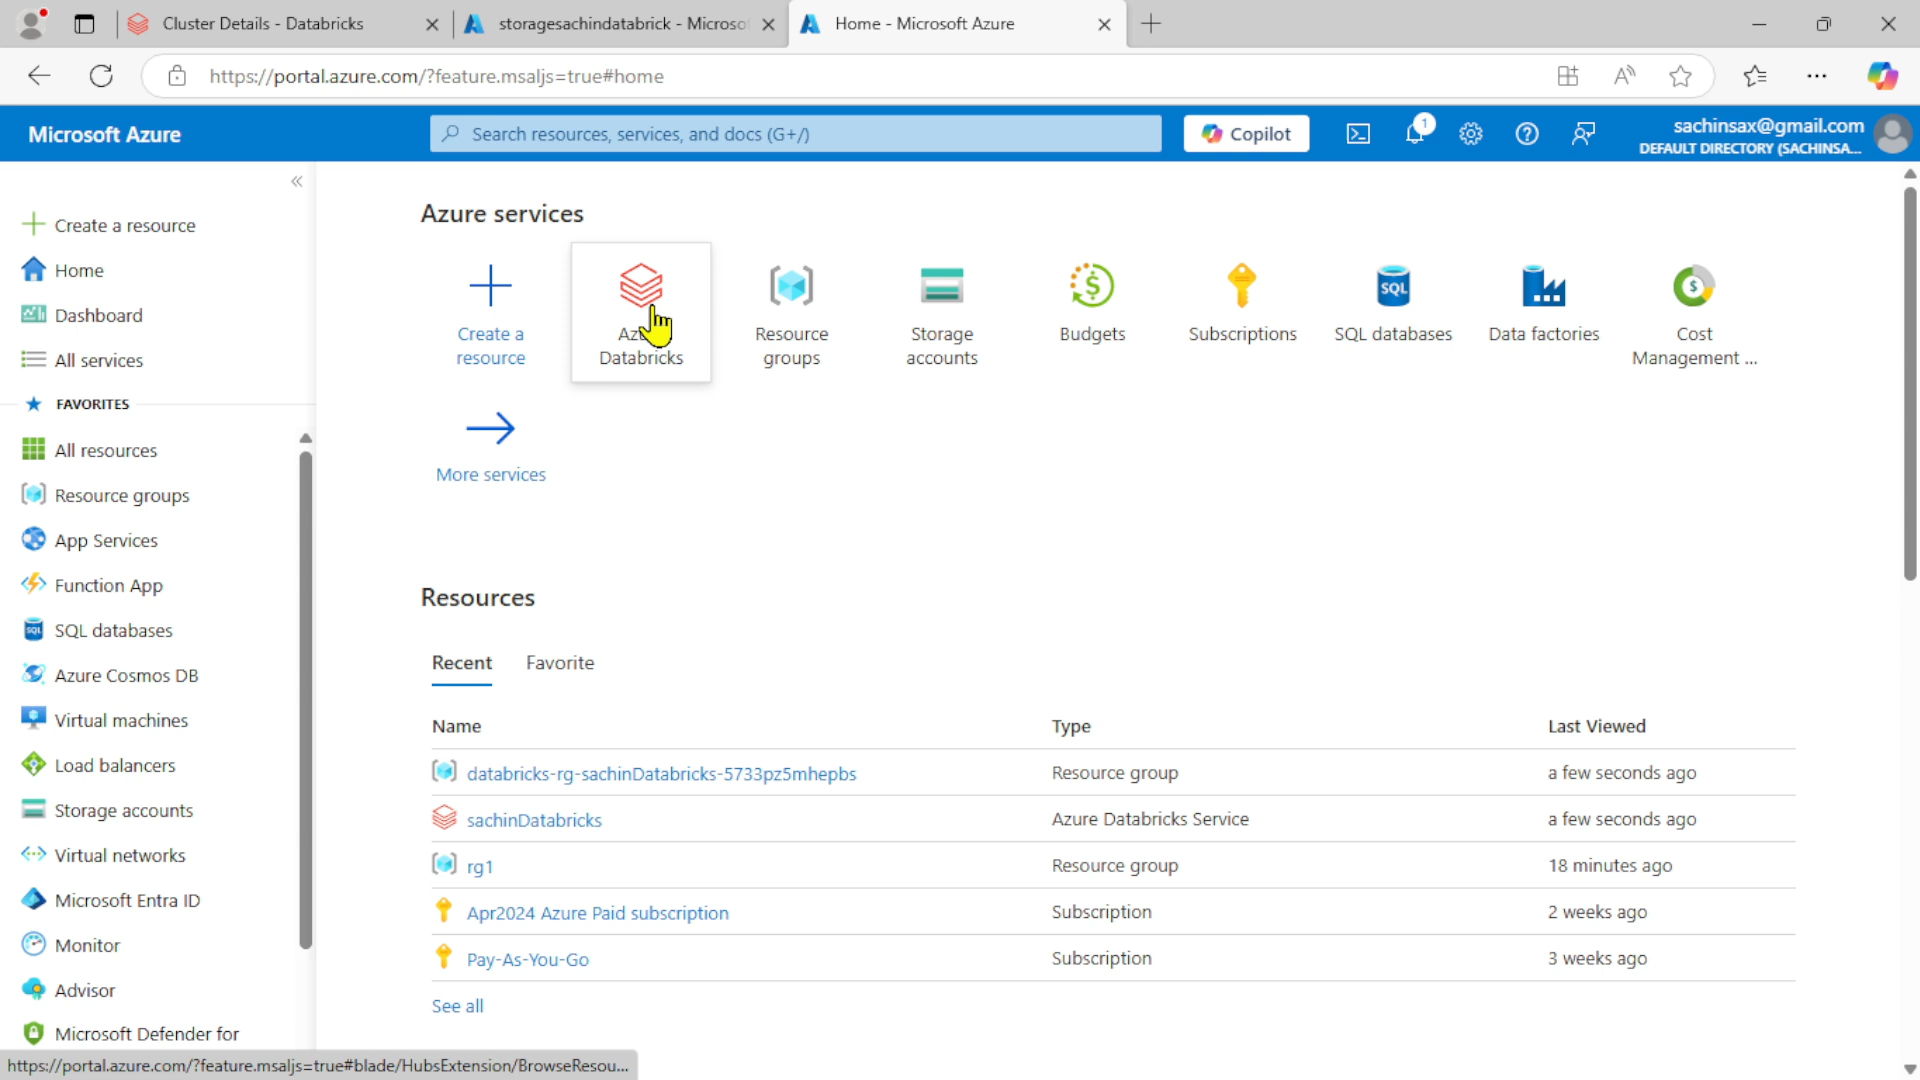 Cluster Details - Databricks
storagesachindatabrick - Microso
Home - Microsoft Azure
https://portal.azure.com/?feature.msaljs=true#home
Microsoft Azure
Search resources, services, and docs (G+/)
Copilot
1
sachinsax@gmail.com
DEFAULT DIRECTORY (SACHINSA...
Create a resource
Home
Dashboard
All services
FAVORITES
All resources
Resource groups
App Services
Function App
SQL databases
Azure Cosmos DB
Virtual machines
Load balancers
Storage accounts
Virtual networks
Microsoft Entra ID
Monitor
Advisor
Microsoft Defender for
Azure services
Create a
resource
Databricks
Resource
groups
Storage
accounts
Budgets
Subscriptions
SQL
SQL databases
Data factories
Cost
Management ...
More services
Resources
Recent
Favorite
Name
Type
Last Viewed
databricks-rg-sachinDatabricks-5733pz5mhepbs
Resource group
a few seconds ago
sachinDatabricks
Azure Databricks Service
a few seconds ago
rg1
Resource group
18 minutes ago
Apr2024 Azure Paid subscription
Subscription
2 weeks ago
Pay-As-You-Go
Subscription
3 weeks ago
See all
https://portal.azure.com/?feature.msaljs=true#blade/HubsExtension/BrowseResou...